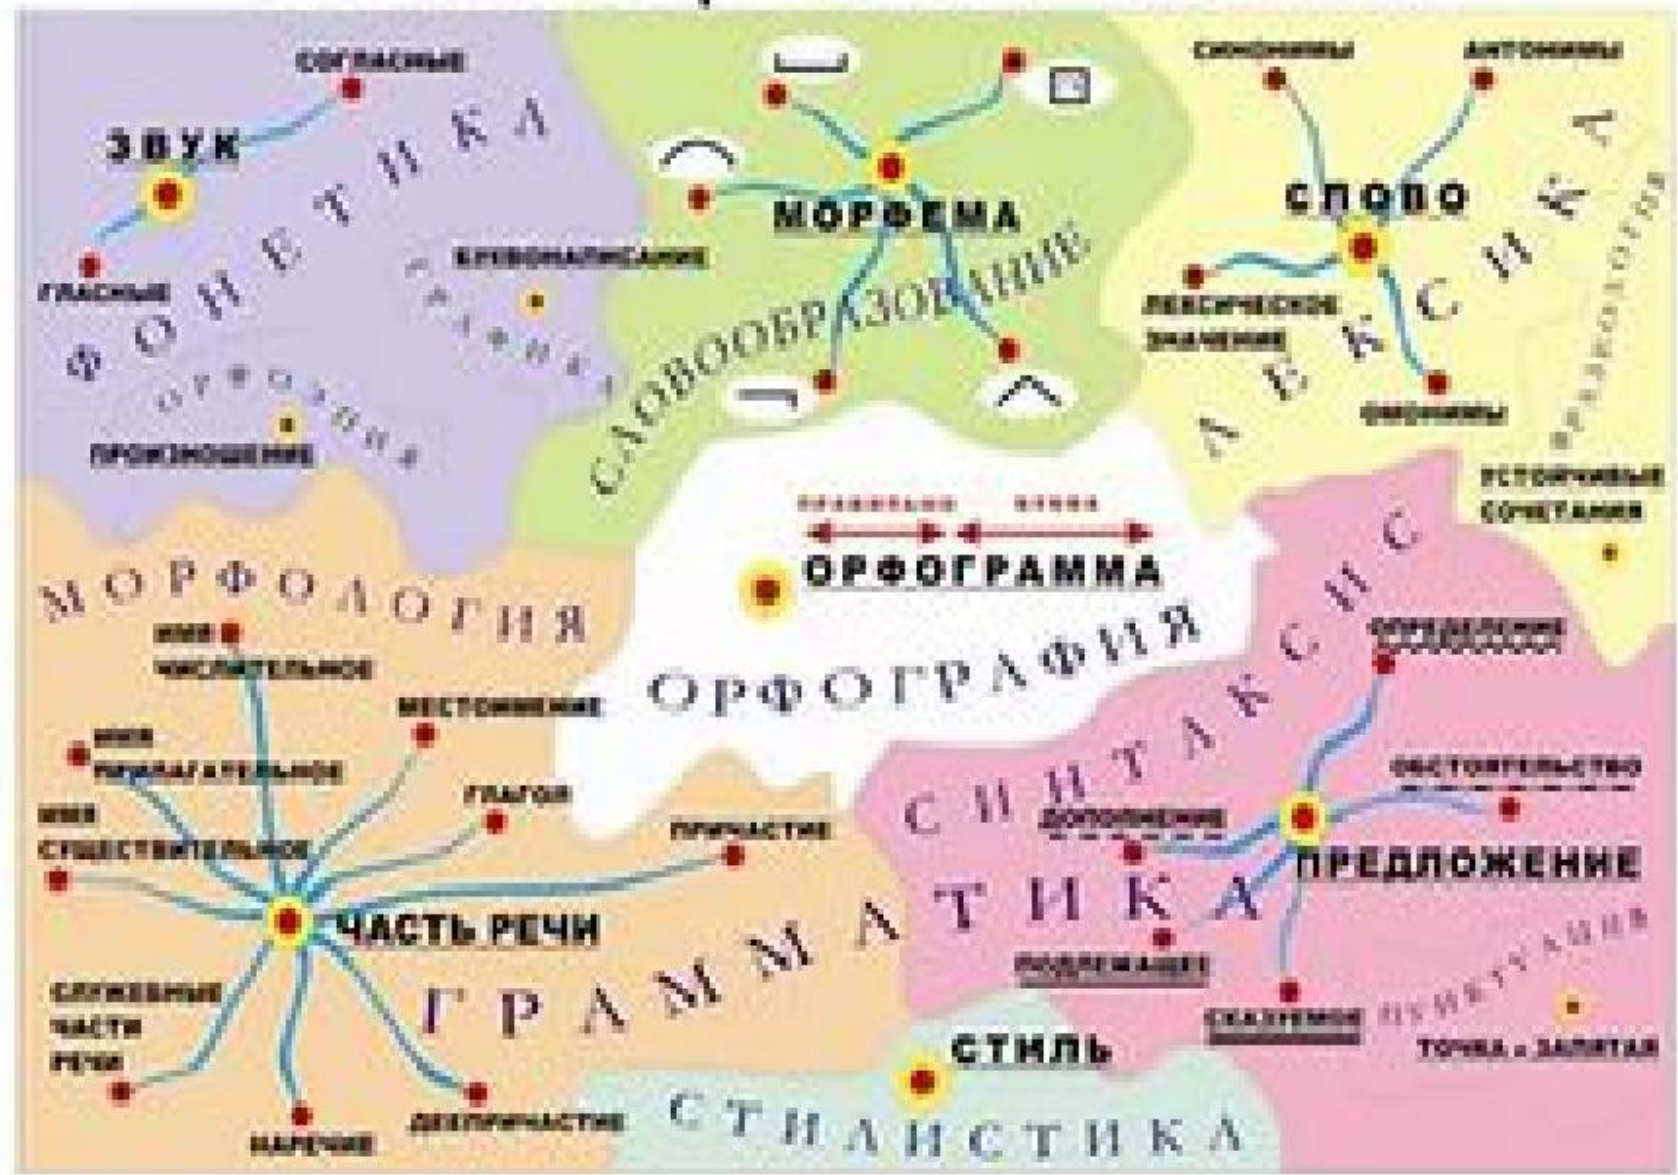 СОГЛАСНЫЕ
ЗВУК
ГЛАСНЫЕ
ФОНЕТИКА
БУКВОНАПИСАНИЕ
ГРАФИКА
ОРФОЭПИЯ
ПРОИЗНОШЕНИЕ
МОРФЕМА
СЛОВООБРАЗОВАНИЕ
СИНОНИМЫ
АНТОНИМЫ
СЛОВО
ЛЕКСИЧЕСКОЕ
ЗНАЧЕНИЕ
ОМОНИМЫ
ЛЕКСИКА
ФРАЗЕОЛОГИЯ
УСТОЙЧИВЫЕ
СОЧЕТАНИЯ
ПРАВИЛЬНО
БУКВА
ОРФОГРАММА
ОРФОГРАФИЯ
МОРФОЛОГИЯ
ИМЯ
ЧИСЛИТЕЛЬНОЕ
МЕСТОИМЕНИЕ
ИМЯ
ПРИЛАГАТЕЛЬНОЕ
ГЛАГОЛ
ИМЯ
СУЩЕСТВИТЕЛЬНОЕ
ПРИЧАСТИЕ
ЧАСТЬ РЕЧИ
СЛУЖЕБНЫЕ
ЧАСТИ
РЕЧИ
НАРЕЧИЕ
ДЕЕПРИЧАСТИЕ
ГРАММАТИКА
СИНТАКСИС
ОПРЕДЕЛЕНИЕ
ОБСТОЯТЕЛЬСТВО
ДОПОЛНЕНИЕ
ПРЕДЛОЖЕНИЕ
ПОДЛЕЖАЩЕЕ
СКАЗУЕМОЕ
ПУНКТУАЦИЯ
ТОЧКА и ЗАПЯТАЯ
СТИЛЬ
СТИЛИСТИКА